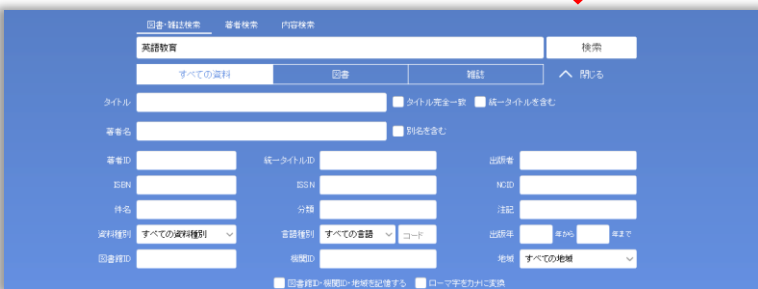 図書・雑誌検索 著者検索 内容検索
英語教育 検索
すべての資料 図書 雑誌 閉じる
タイトル タイトル完全一致 統一タイトルを含む
著者名 別名を含む
著者ID 統一タイトルID 出版者
ISBN ISSN NCID
件名 分類 注記
資料種別 すべての資料種別 言語種別 すべての言語 コード 出版年 年から 年まで
図書館ID 機関ID 地域 すべての地域
図書館ID・機関ID・地域を記憶する ローマ字をカナに変換